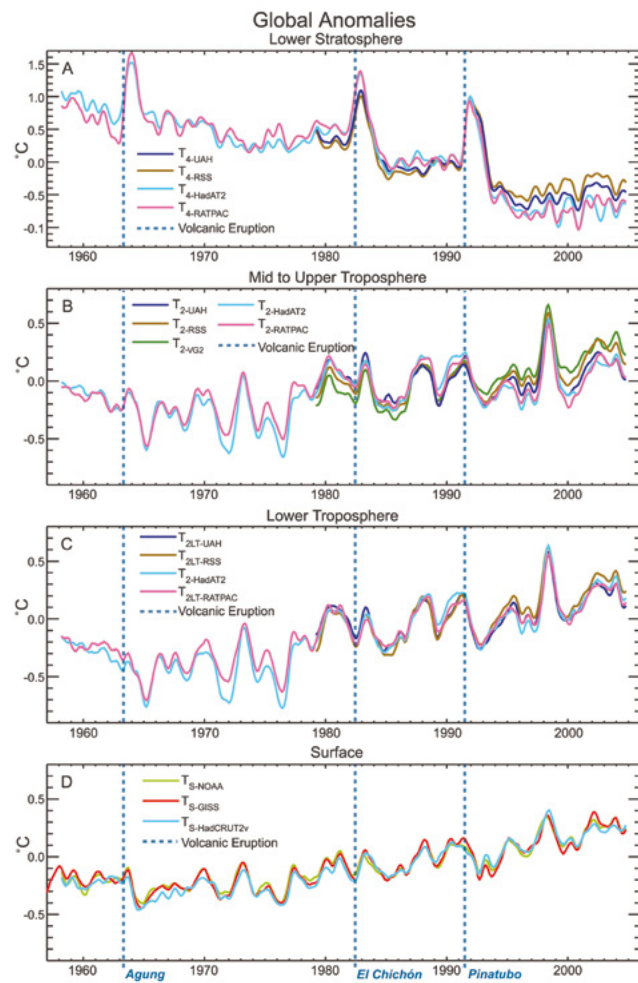 Global Anomalies
Lower Stratosphere
A
°C
1.5
1.0
0.5
0.0
-0.5
-0.1
T4-UAH
T4-RSS
T4-HadAT2
T4-RATPAC
Volcanic Eruption
1960 1970 1980 1990 2000
Mid to Upper Troposphere
B
°C
0.5
0.0
-0.5
T2-UAH T2-HadAT2
T2-RSS T2-RATPAC
T2-VG2 Volcanic Eruption
1960 1970 1980 1990 2000
Lower Troposphere
C
°C
0.5
0.0
-0.5
T2LT-UAH
T2LT-RSS
T2-HadAT2
T2LT-RATPAC
Volcanic Eruption
1960 1970 1980 1990 2000
Surface
D
°C
0.5
0.0
-0.5
TS-NOAA
TS-GISS
TS-HadCRUT2v
Volcanic Eruption
1960 1970 1980 1990 2000
Agung El Chichón Pinatubo